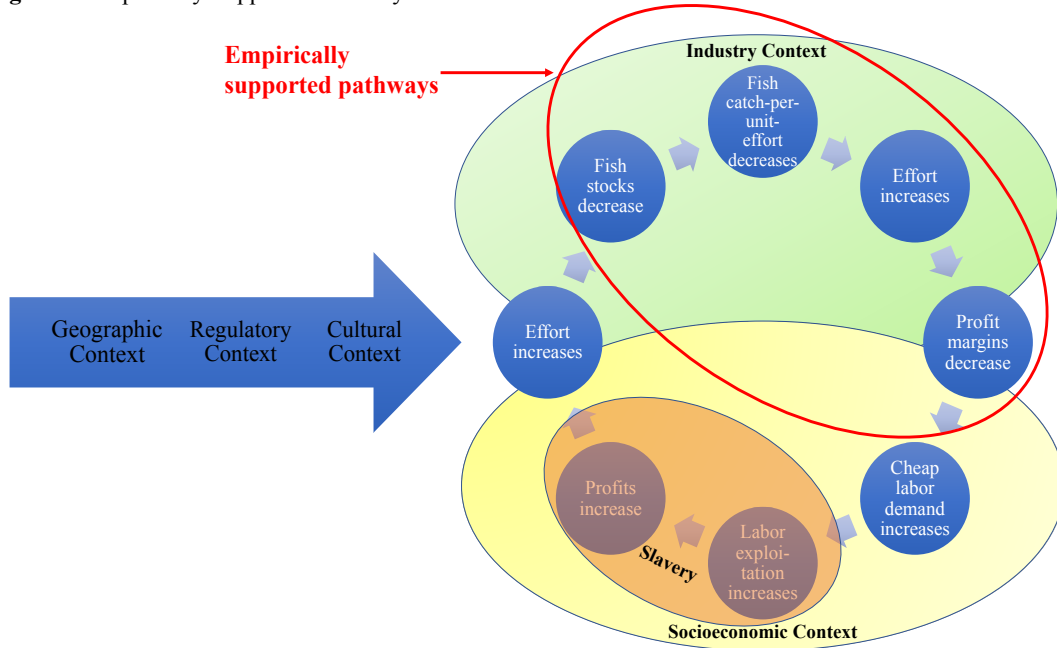 Empirically
supported pathways
Industry Context
Fish
catch-per-
unit-
effort
decreases
Fish
stocks
decrease
Effort
increases
Geographic
Context
Regulatory
Context
Cultural
Context
Effort
increases
Profit
margins
decrease
Cheap
labor
demand
increases
Profits
increase
Labor
exploi-
tation
increases
Slavery
Socioeconomic Context